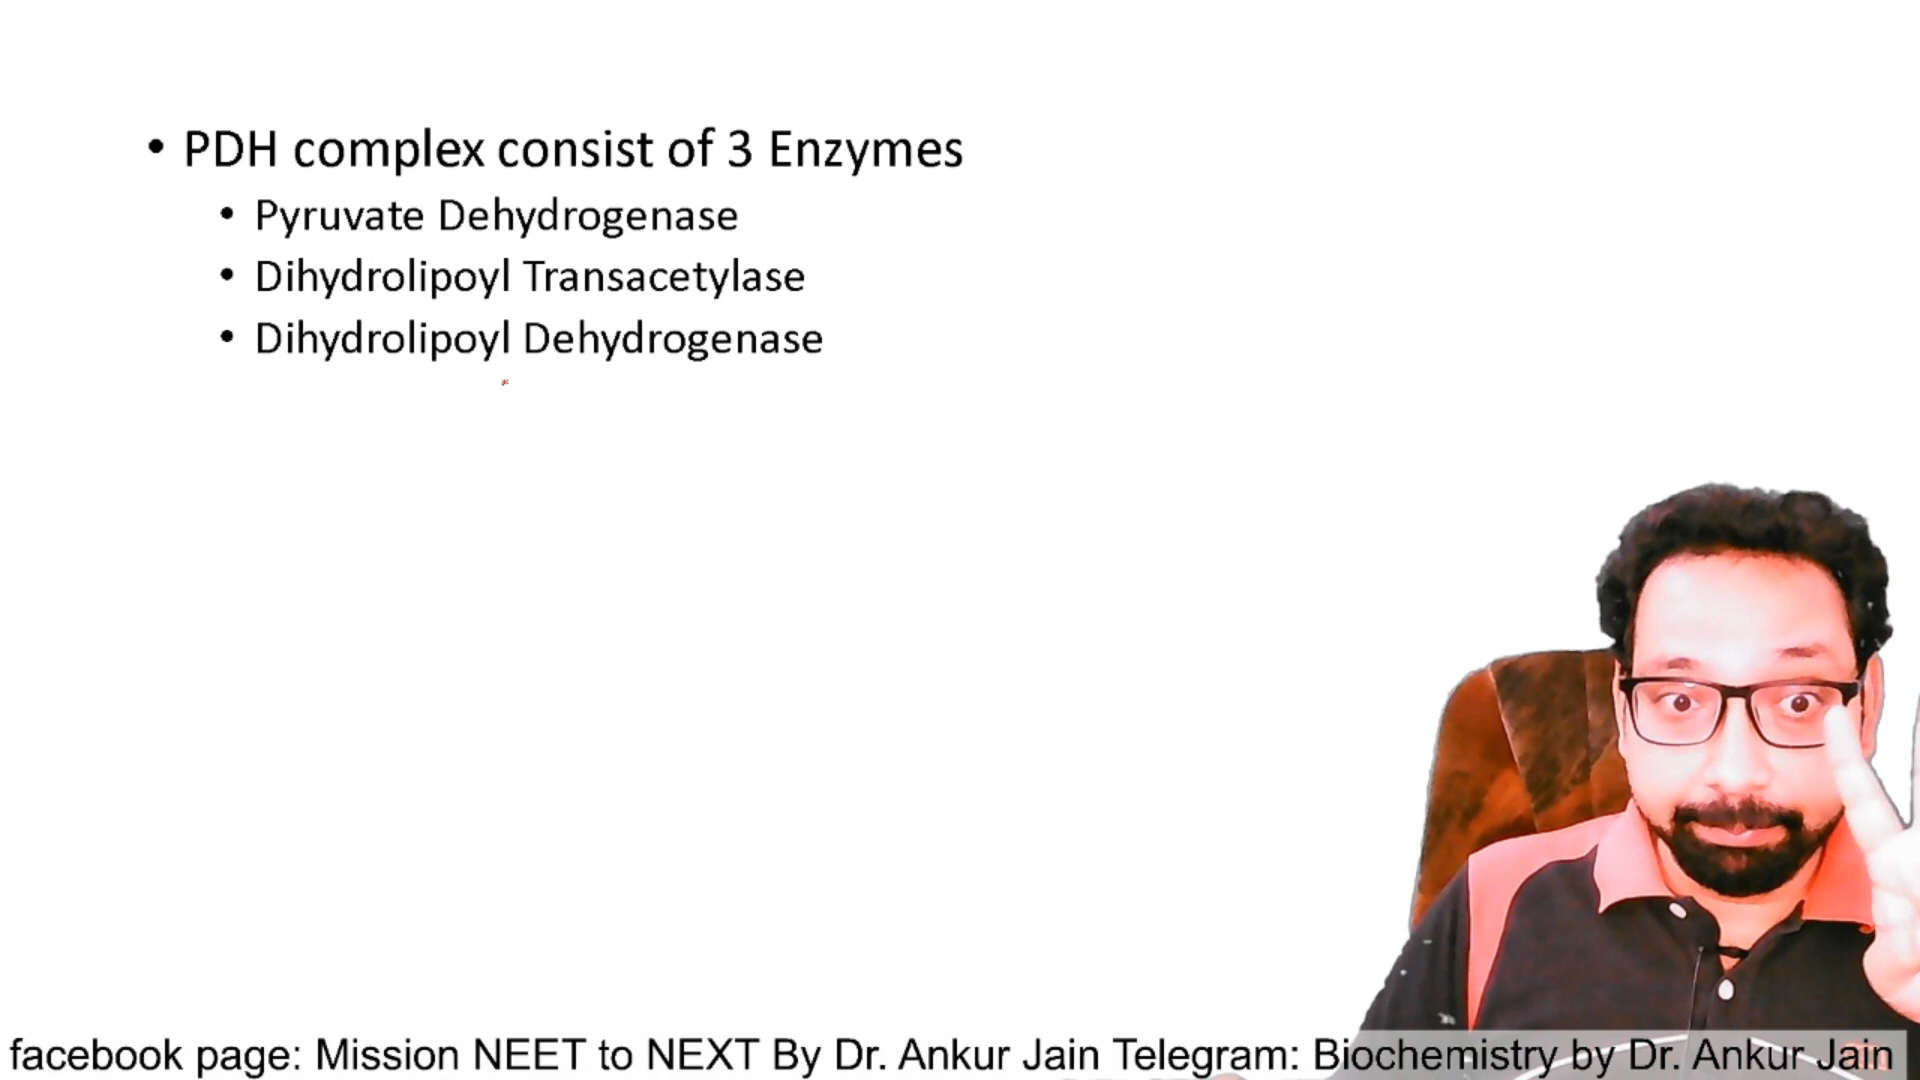 • PDH complex consist of 3 Enzymes
• Pyruvate Dehydrogenase
• Dihydrolipoyl Transacetylase
• Dihydrolipoyl Dehydrogenase
facebook page: Mission NEET to NEXT By Dr. Ankur Jain Telegram: Biochemistry by Dr. Ankur Jain